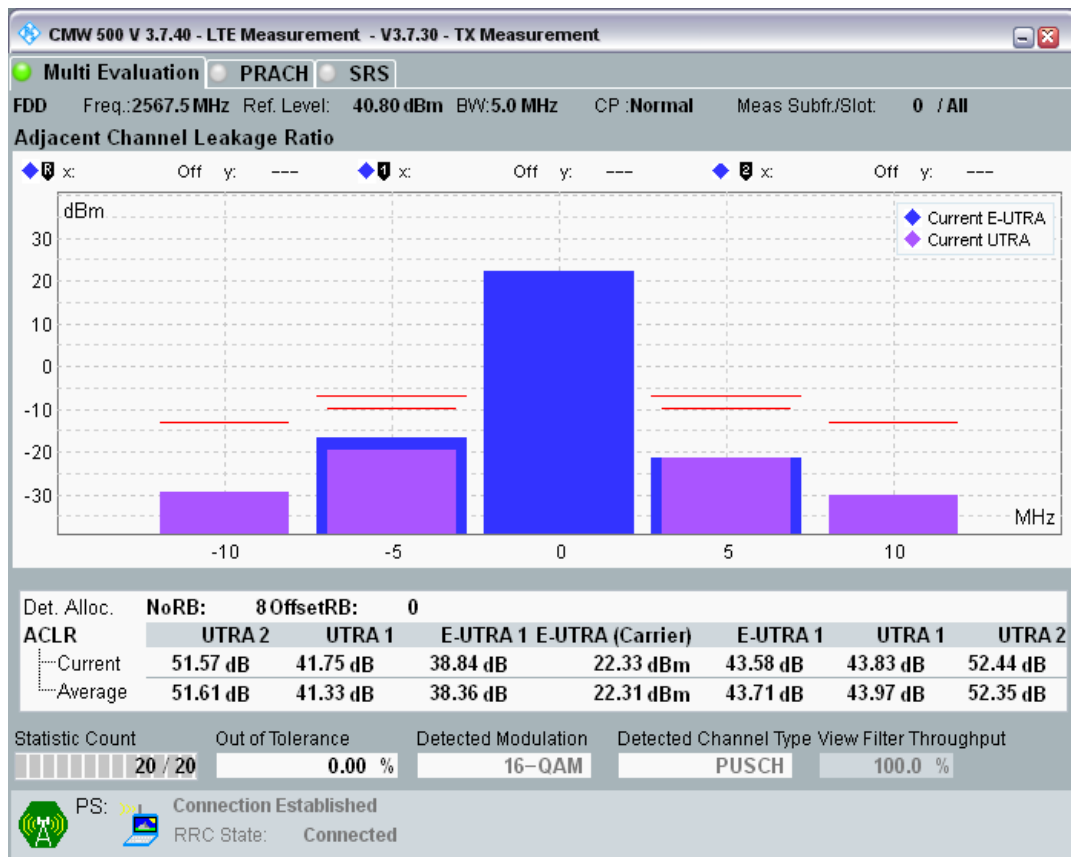 CMW 500 V 3.7.40 - LTE Measurement - V3.7.30 - TX Measurement
Multi Evaluation PRACH SRS
FDD Freq.:2567.5 MHz Ref. Level: 40.80 dBm BW:5.0 MHz CP :Normal Meas Subfr./Slot: 0 / All
Adjacent Channel Leakage Ratio
R x: Off y: --- 1 x: Off y: --- 2 x: Off y: ---
dBm
Current E-UTRA
Current UTRA
30
20
10
0
-10
-20
-30
MHz
-10 -5 0 5 10
Det. Alloc. NoRB: 8 OffsetRB: 0
ACLR UTRA 2 UTRA 1 E-UTRA 1 E-UTRA (Carrier) E-UTRA 1 UTRA 1 UTRA 2
Current 51.57 dB 41.75 dB 38.84 dB 22.33 dBm 43.58 dB 43.83 dB 52.44 dB
Average 51.61 dB 41.33 dB 38.36 dB 22.31 dBm 43.71 dB 43.97 dB 52.35 dB
Statistic Count Out of Tolerance Detected Modulation Detected Channel Type View Filter Throughput
20 / 20 0.00 % 16-QAM PUSCH 100.0 %
PS: Connection Established
RRC State: Connected